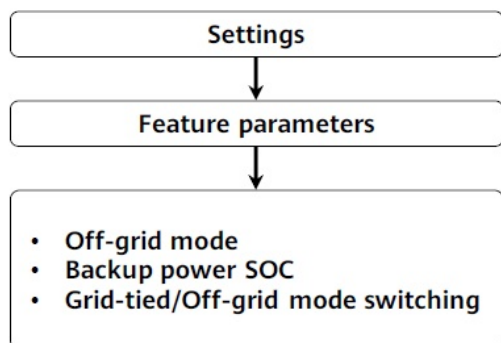 Settings
Feature parameters
• Off-grid mode
• Backup power SOC
• Grid-tied/Off-grid mode switching